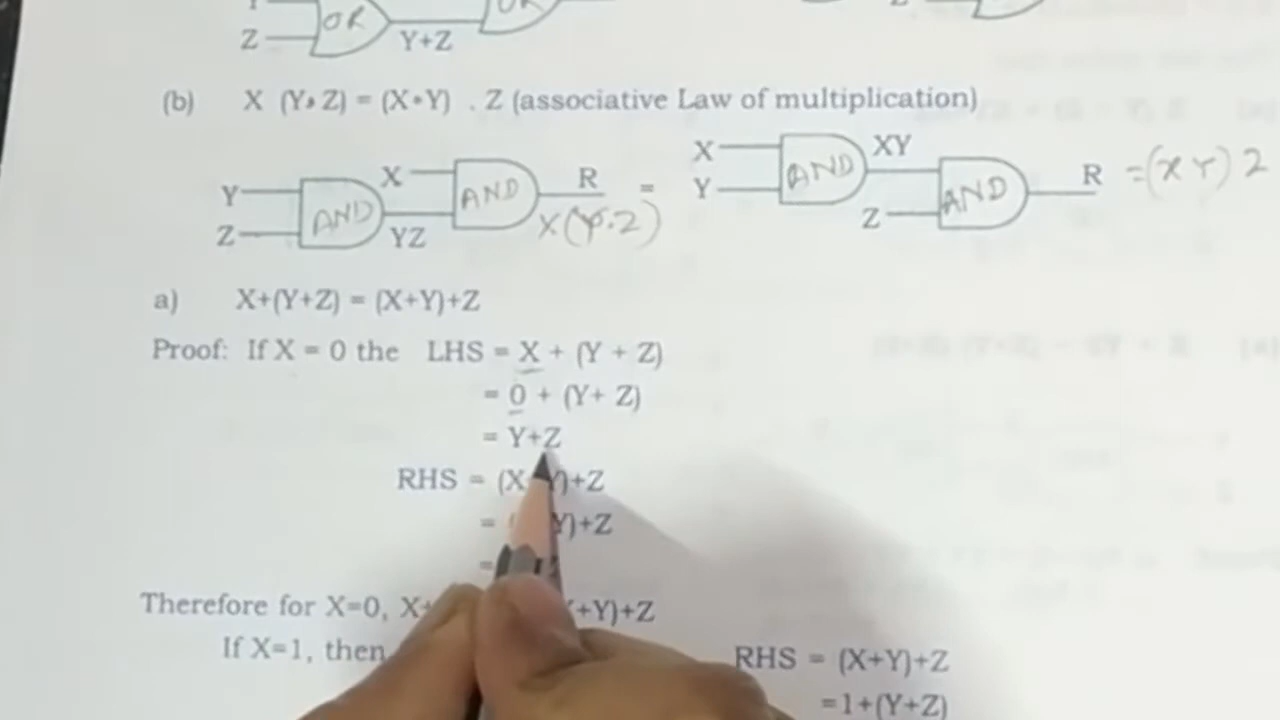 OR
Z Y+Z
(b) X (Y•Z) = (X•Y) . Z (associative Law of multiplication)
Y Z AND X YZ AND R X(Y.Z) = X Y AND XY Z AND R =(XY)Z
a) X+(Y+Z) = (X+Y)+Z
Proof: If X = 0 the LHS = X + (Y + Z)
= 0 + (Y+ Z)
= Y+Z
RHS = (X Y)+Z
= ( Y)+Z
=
Therefore for X=0, X+ +Y)+Z
If X=1, then
RHS = (X+Y)+Z
=1+(Y+Z)